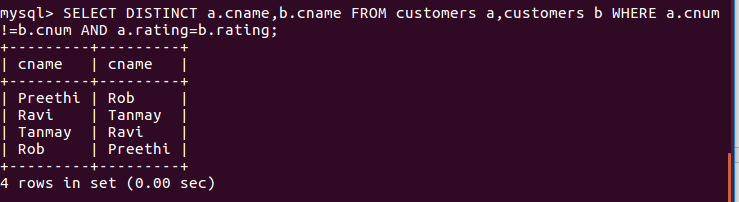 mysql> SELECT DISTINCT a.cname,b.cname FROM customers a,customers b WHERE a.cnum
!=b.cnum AND a.rating=b.rating;
+---------+---------+
| cname   | cname   |
+---------+---------+
| Preethi | Rob     |
| Ravi    | Tanmay  |
| Tanmay  | Ravi    |
| Rob     | Preethi |
+---------+---------+
4 rows in set (0.00 sec)